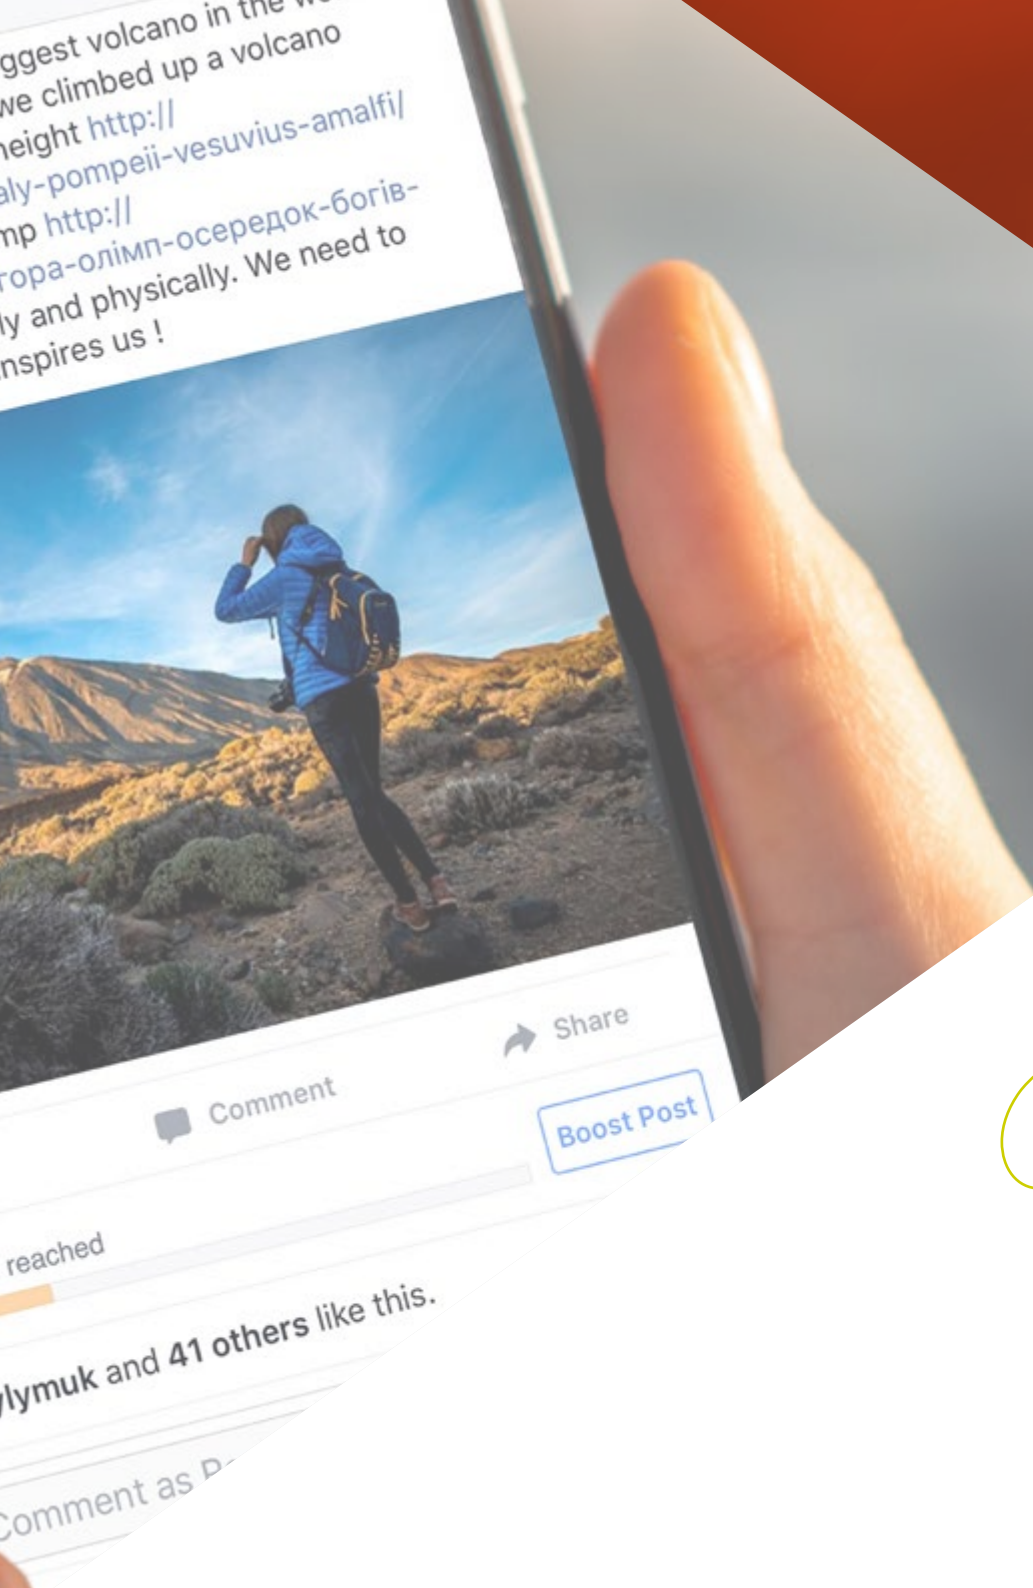 ggest volcano in the
we climbed up a volcano
height http://
aly-pompeii-vesuvius-amalfi/
mp http://
гора-олімп-осередок-богів-
ly and physically. We need to
nspires us !
Share
Comment
Boost Post
reached
ylymuk and 41 others like this.
Comment as